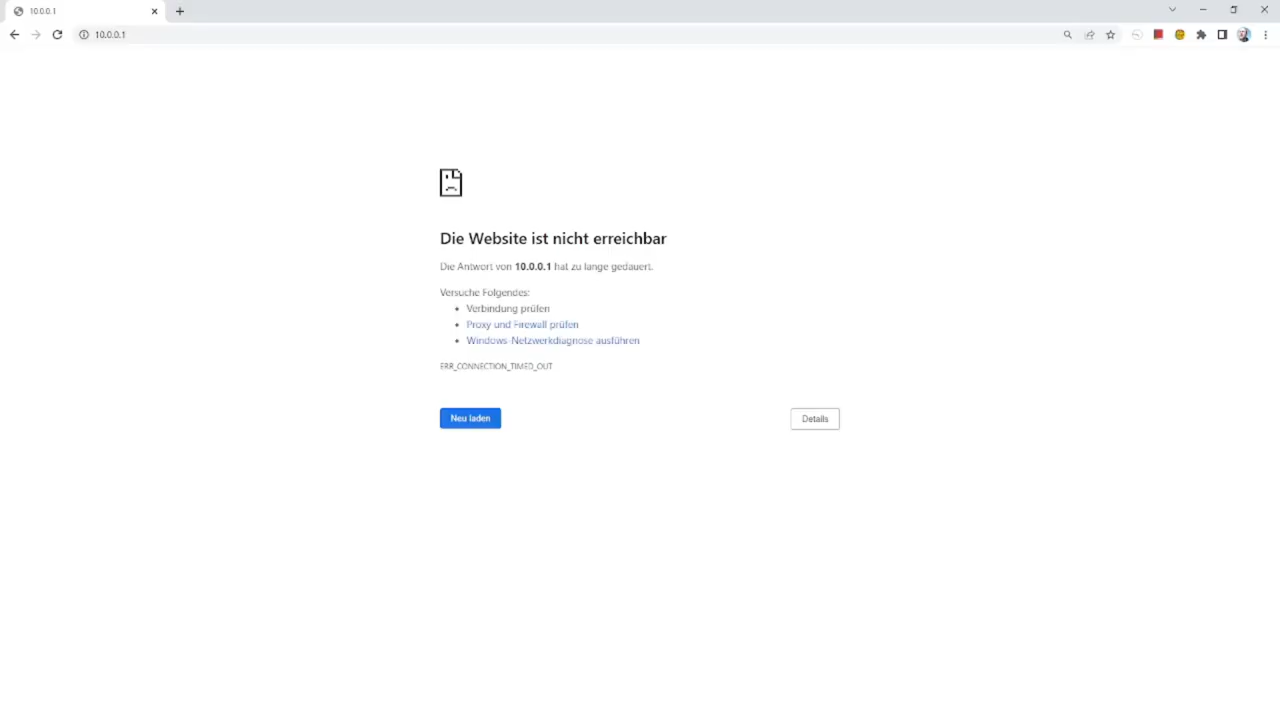 10.0.0.1
10.0.0.1
Die Website ist nicht erreichbar
Die Antwort von 10.0.0.1 hat zu lange gedauert.
Versuche Folgendes:
• Verbindung prüfen
• Proxy und Firewall prüfen
• Windows-Netzwerkdiagnose ausführen
ERR_CONNECTION_TIMED_OUT
Neu laden
Details